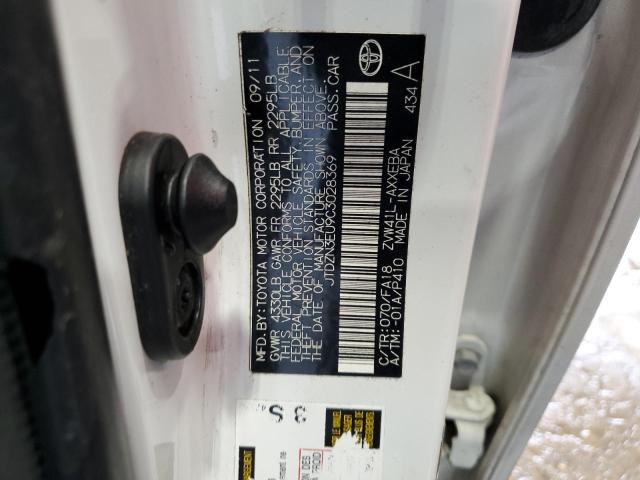 MFD.BY:TOYOTA MOTOR CORPORATION 09/11
GVWR 4330LB GAWR FR 2295LB RR 2295LB
THIS VEHICLE CONFORMS TO ALL APPLICABLE
FEDERAL MOTOR VEHICLE SAFETY, BUMPER, AND
THEFT PREVENTION STANDARDS IN EFFECT ON
THE DATE OF MANUFACTURE SHOWN ABOVE.
JTDZN3EU9C3028369 PASS.CAR
C/TR:070/FA18 ZVW41L-AXXEBA
A/TM:-01A/P410 MADE IN JAPAN
434 A
S